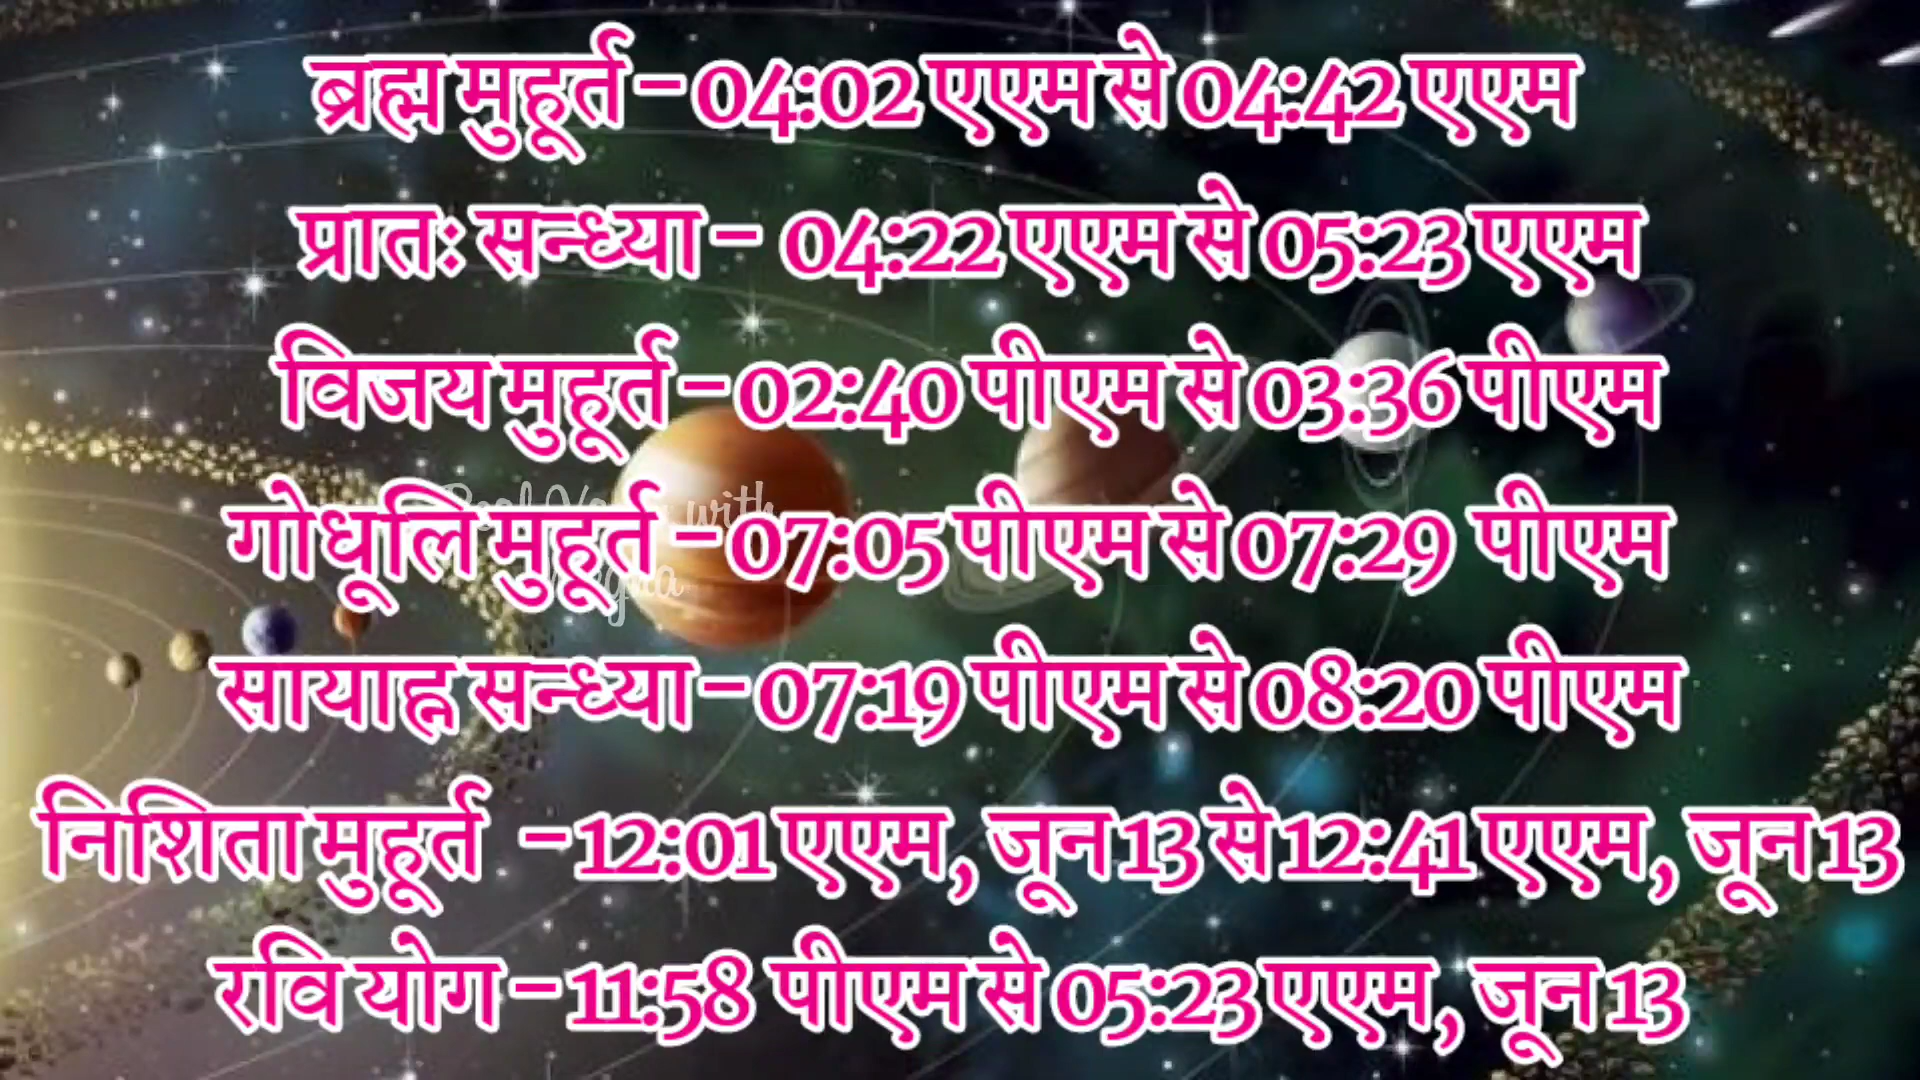 ब्रह्म मुहूर्त - 04:02 एएम से 04:42 एएम
प्रातः सन्ध्या - 04:22 एएम से 05:23 एएम
विजय मुहूर्त - 02:40 पीएम से 03:36 पीएम
गोधूलि मुहूर्त - 07:05 पीएम से 07:29 पीएम
सायाह्न सन्ध्या - 07:19 पीएम से 08:20 पीएम
निशिता मुहूर्त - 12:01 एएम, जून 13 से 12:41 एएम, जून 13
रवि योग - 11:58 पीएम से 05:23 एएम, जून 13
with